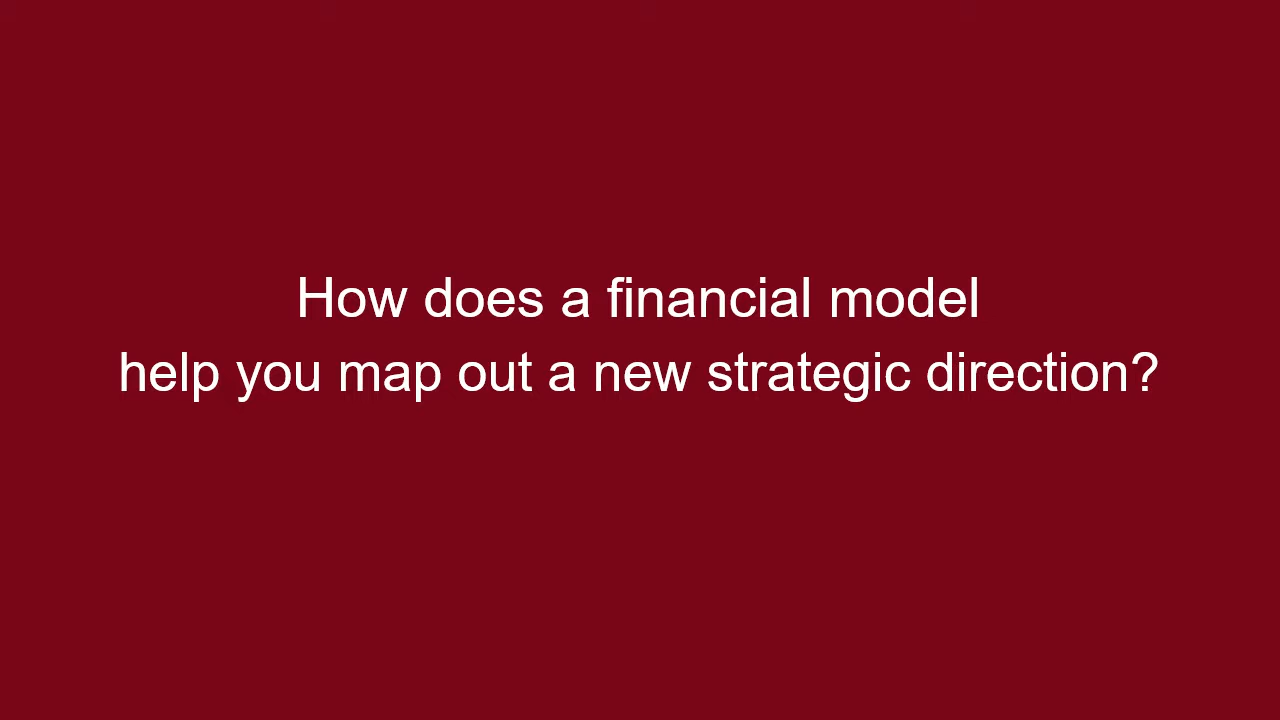 How does a financial model
help you map out a new strategic direction?